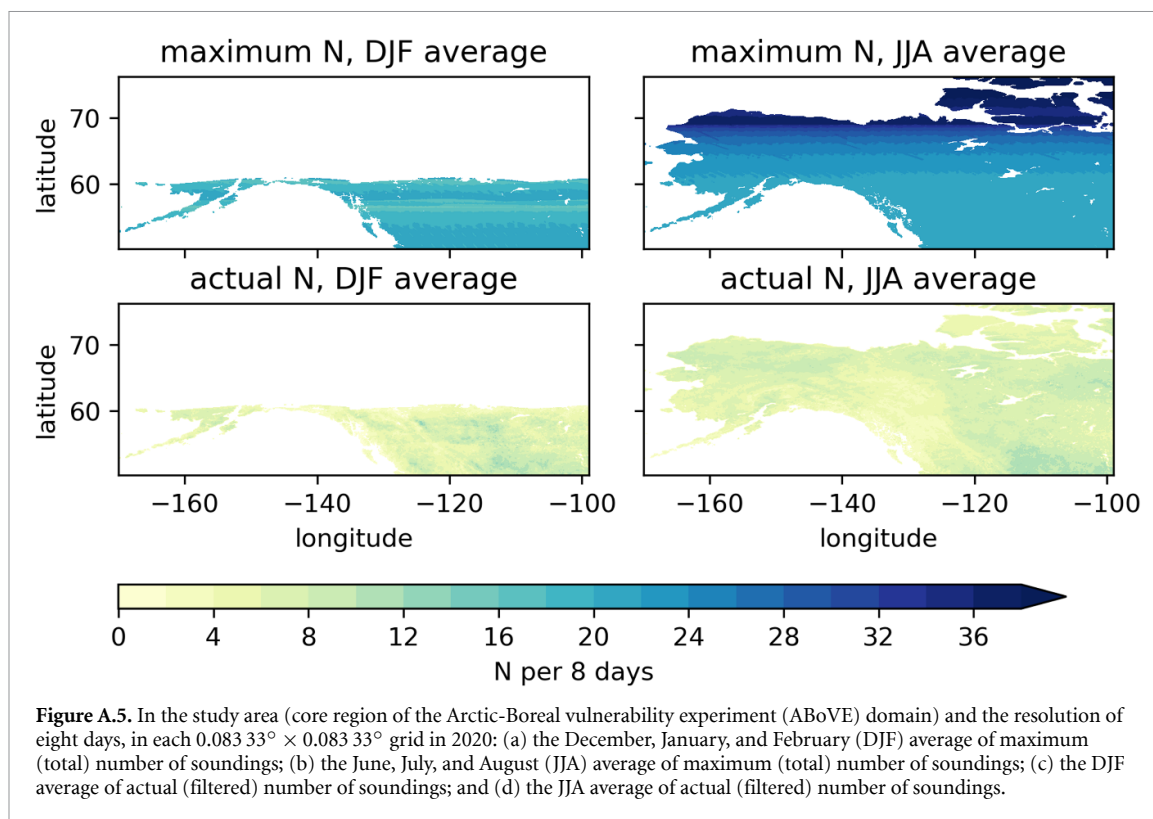 maximum N, DJF average
maximum N, JJA average
70
60
latitude
actual N, DJF average
actual N, JJA average
70
60
latitude
−160 −140 −120 −100
longitude
−160 −140 −120 −100
longitude
0 4 8 12 16 20 24 28 32 36
N per 8 days
Figure A.5. In the study area (core region of the Arctic-Boreal vulnerability experiment (ABoVE) domain) and the resolution of
eight days, in each 0.083 33° × 0.083 33° grid in 2020: (a) the December, January, and February (DJF) average of maximum
(total) number of soundings; (b) the June, July, and August (JJA) average of maximum (total) number of soundings; (c) the DJF
average of actual (filtered) number of soundings; and (d) the JJA average of actual (filtered) number of soundings.